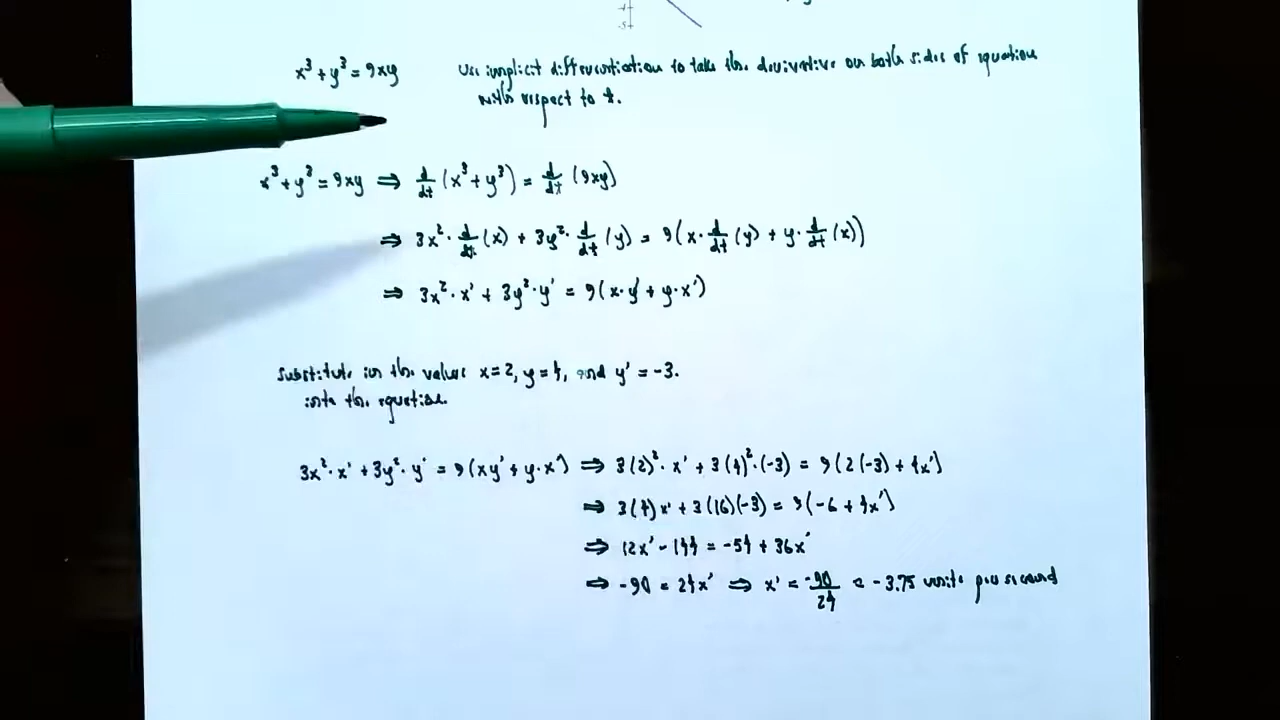 -4
-5
x³ + y³ = 9xy Use implicit differentiation to take the derivative on both sides of equation
with respect to t.
x³ + y³ = 9xy ⇒ d/dt (x³ + y³) = d/dt (9xy)
⇒ 3x² · d/dt (x) + 3y² · d/dt (y) = 9(x · d/dt (y) + y · d/dt (x))
⇒ 3x² · x' + 3y² · y' = 9(x · y' + y · x')
Substitute in the values x = 2, y = 4, and y' = -3.
into the equation.
3x² · x' + 3y² · y' = 9(xy' + y · x') ⇒ 3(2)² · x' + 3(4)² · (-3) = 9(2(-3) + 4x')
⇒ 3(4)x' + 3(16)(-3) = 9(-6 + 4x')
⇒ 12x' - 144 = -54 + 36x'
⇒ -90 = 24x' ⇒ x' = -90/24 = -3.75 units per second